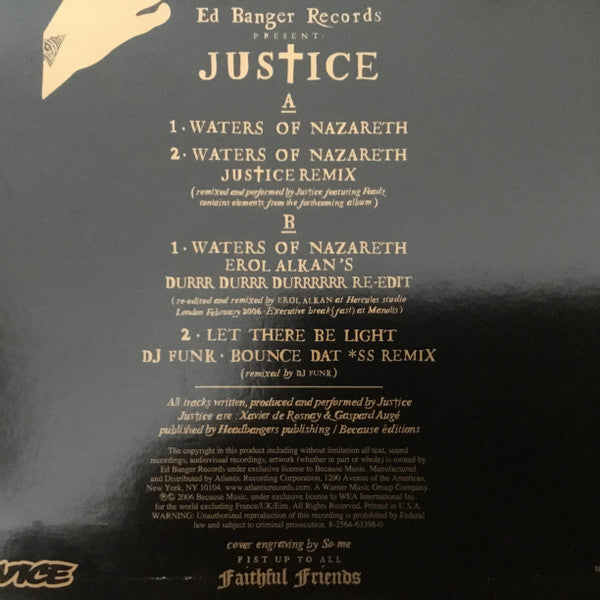 Ed Banger Records
PRESENT:
JUS✝ICE
A
1 · WATERS OF NAZARETH
2 · WATERS OF NAZARETH
JUS✝ICE REMIX
(remixed and performed by Justice featuring Feadz
contains elements from the forthcoming album)
B
1 · WATERS OF NAZARETH
EROL ALKAN'S
DURRR DURRR DURRRRRR RE-EDIT
(re-edited and remixed by EROL ALKAN at Hercules studio
London February 2006 · Executive break(fast) at Manolis)
2 · LET THERE BE LIGHT
DJ FUNK · BOUNCE DAT *SS REMIX
(remixed by DJ FUNK)
All tracks written, produced and performed by Justice
Justice are : Xavier de Rosnay & Gaspard Augé
published by Headbangers publishing / Because éditions
The copyright in this product including without limitation all text, sound
recordings, audiovisual recordings, artwork (whether in part or whole) is owned by
Ed Banger Records under exclusive license to Because Music. Manufactured
and Distributed by Atlantic Recording Corporation, 1290 Avenue of the Americas,
New York, NY 10104. www.atlanticrecords.com. A Warner Music Group Company.
℗© 2006 Because Music, under exclusive license to WEA International Inc.
for the world excluding France/UK/Eire. All Rights Reserved. Printed in U.S.A.
WARNING: Unauthorized reproduction of this recording is prohibited by Federal
law and subject to criminal prosecution. 8-2564-63398-0
cover engraving by So me
FIST UP TO ALL
Faithful Friends
VICE